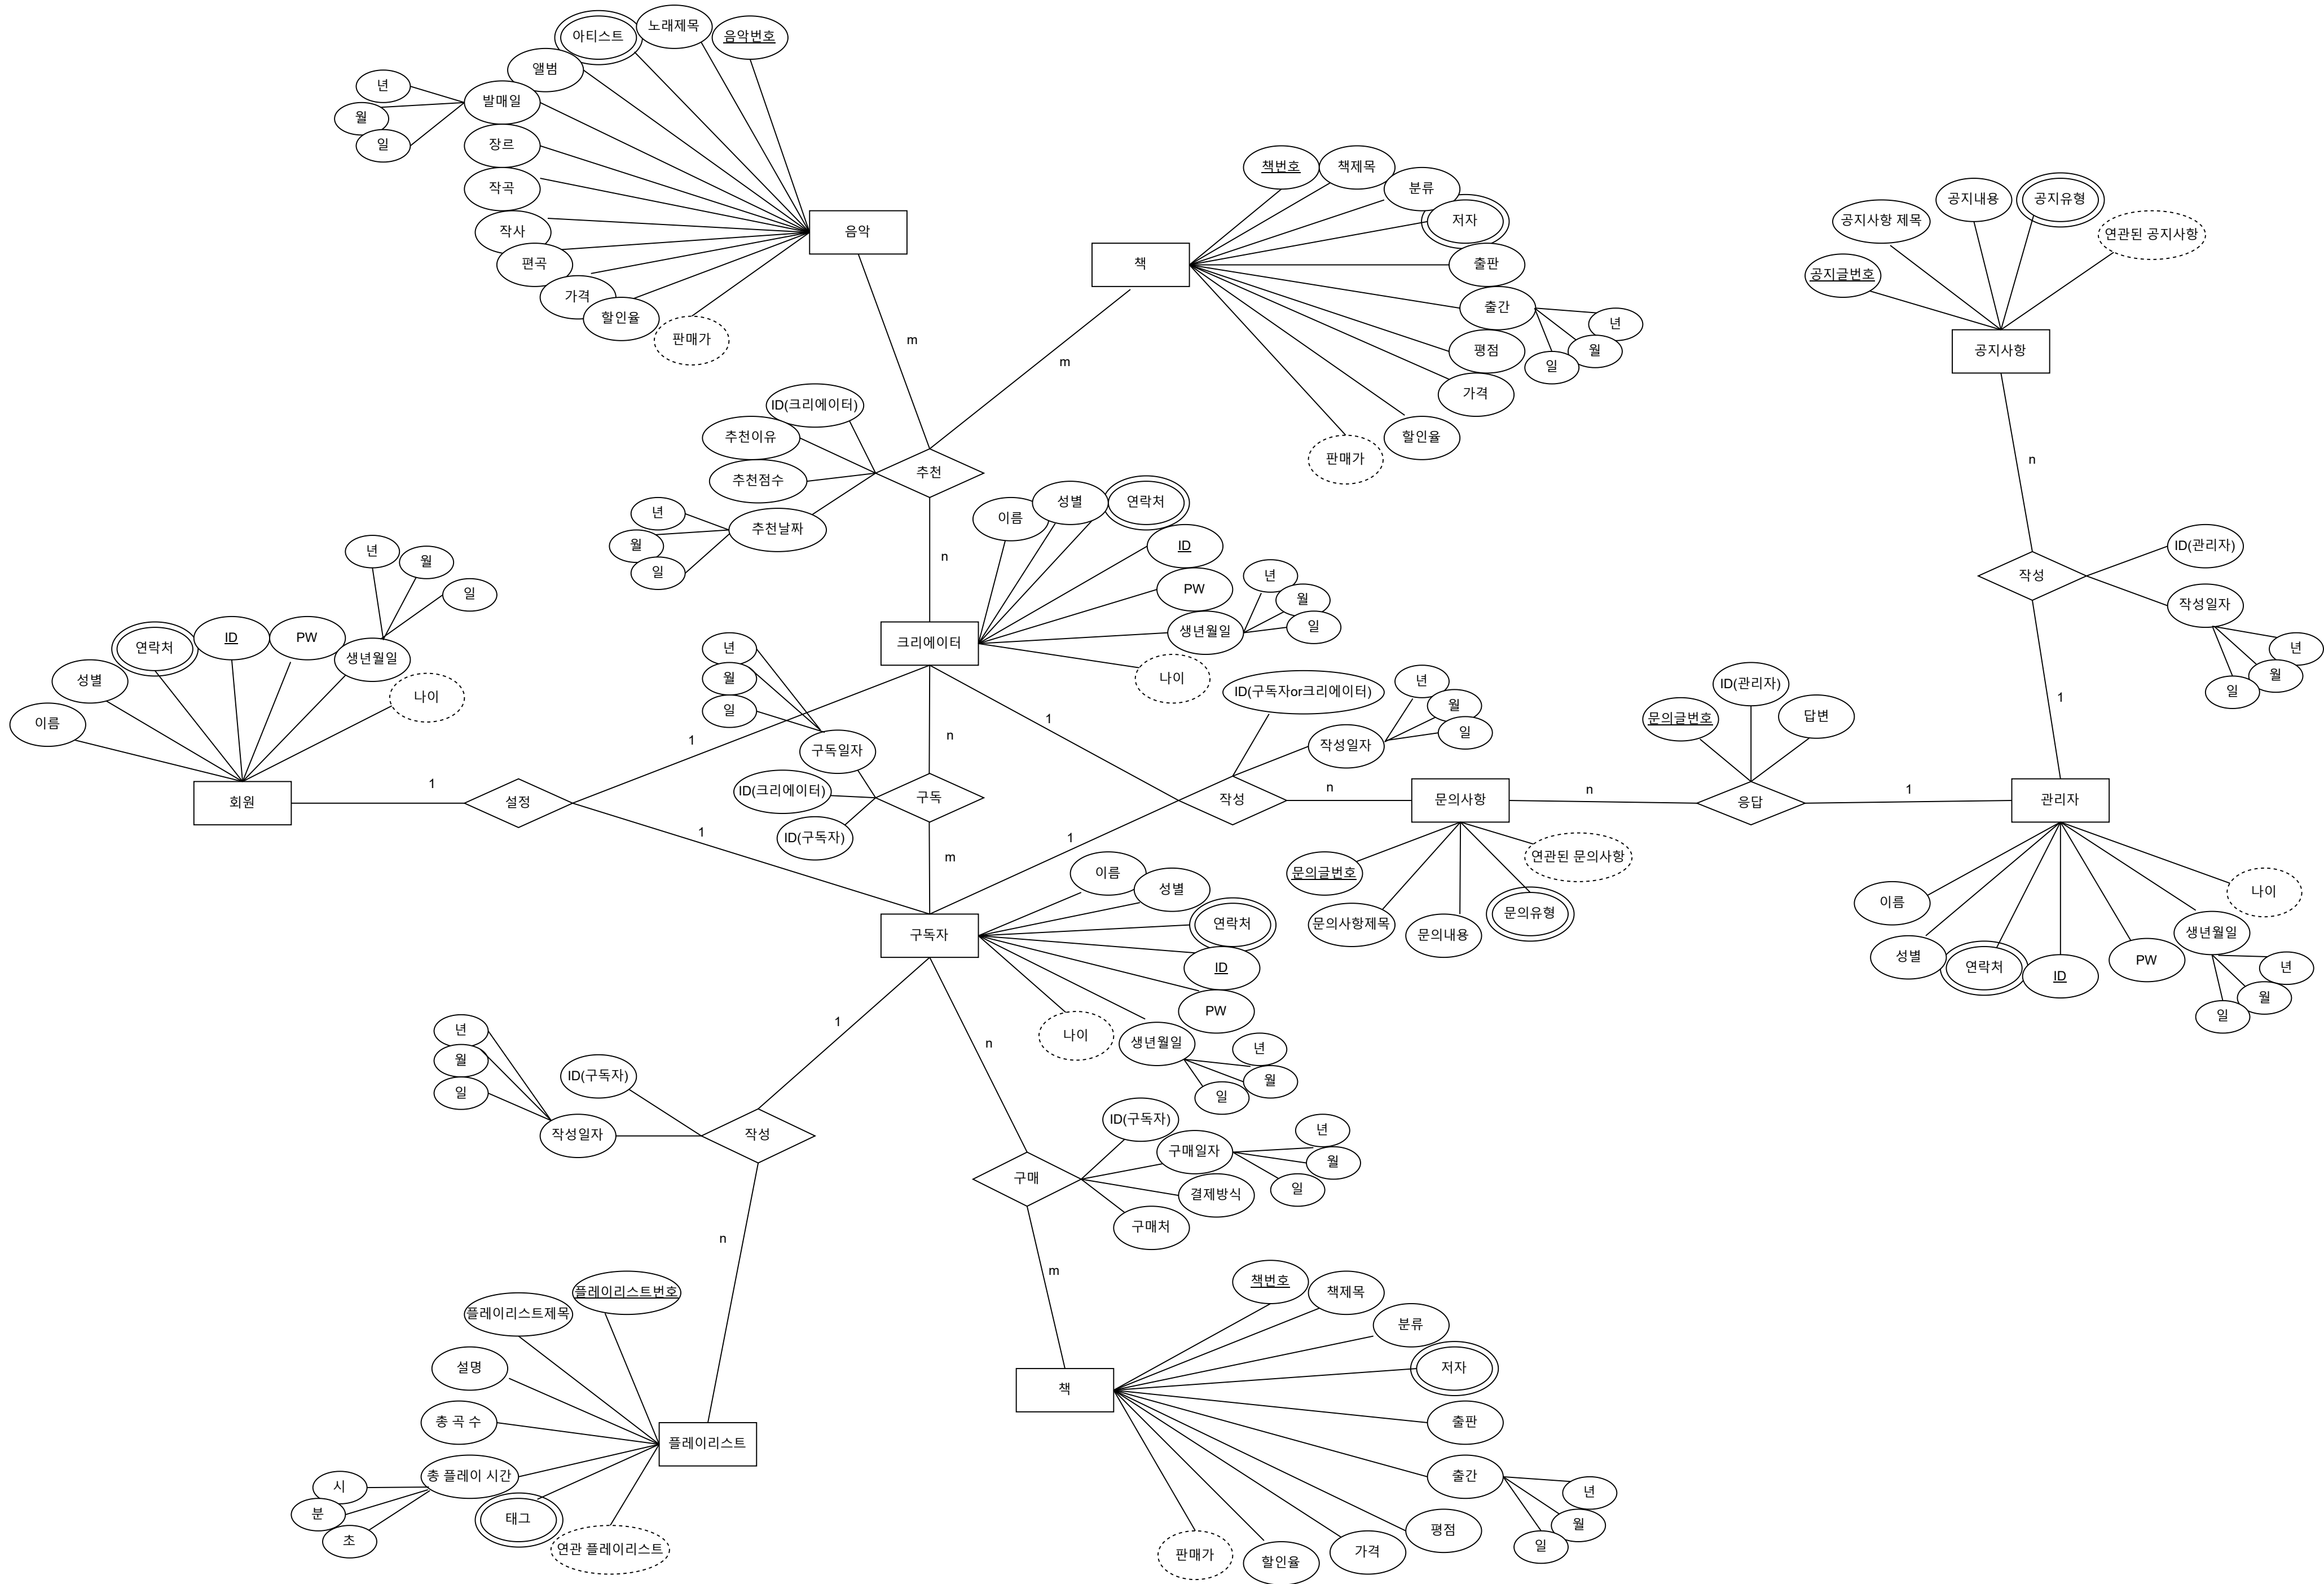 음악번호
노래제목
아티스트
앨범
발매일
년
월
일
장르
작곡
작사
편곡
가격
할인율
판매가
음악
m
책번호
책제목
분류
저자
출판
출간
년
월
일
평점
가격
할인율
판매가
책
m
공지글번호
공지사항 제목
공지내용
공지유형
연관된 공지사항
공지사항
n
작성
ID(관리자)
작성일자
년
월
일
1
ID(크리에이터)
추천이유
추천점수
추천날짜
년
월
일
추천
n
이름
성별
연락처
ID
PW
생년월일
년
월
일
나이
크리에이터
이름
성별
연락처
ID
PW
생년월일
년
월
일
나이
회원
1
설정
1
1
년
월
일
구독일자
ID(크리에이터)
ID(구독자)
구독
n
m
1
1
ID(구독자or크리에이터)
작성일자
년
월
일
작성
n
문의사항
문의글번호
문의사항제목
문의내용
문의유형
연관된 문의사항
n
문의글번호
ID(관리자)
답변
응답
1
관리자
이름
성별
연락처
ID
PW
생년월일
년
월
일
나이
구독자
이름
성별
연락처
ID
PW
생년월일
년
월
일
나이
1
년
월
일
작성일자
ID(구독자)
작성
n
n
구매
ID(구독자)
구매일자
년
월
일
결제방식
구매처
m
플레이리스트번호
플레이리스트제목
설명
총 곡 수
총 플레이 시간
시
분
초
태그
연관 플레이리스트
플레이리스트
책
책번호
책제목
분류
저자
출판
출간
년
월
일
평점
가격
할인율
판매가